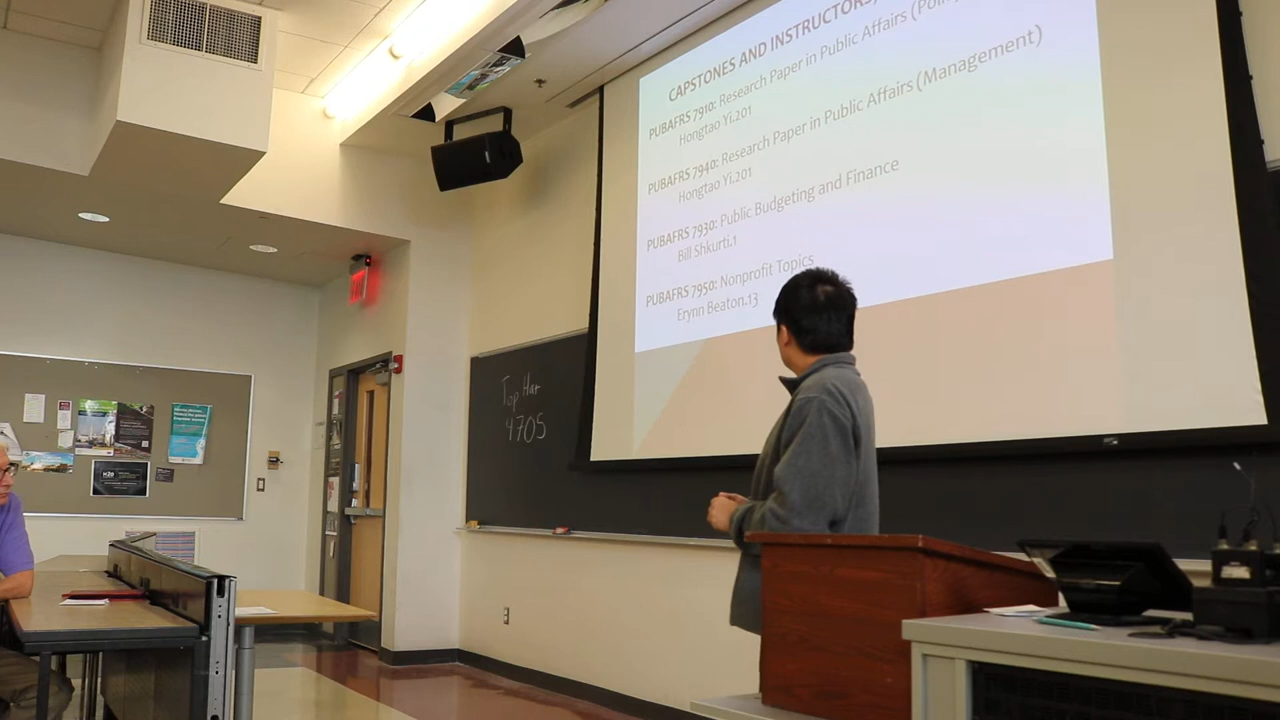 CAPSTONES AND INSTRUCTORS,
PUBAFRS 7910: Research Paper in Public Affairs (Policy
Hongtao Yi.201
PUBAFRS 7940: Research Paper in Public Affairs (Management)
Hongtao Yi.201
PUBAFRS 7930: Public Budgeting and Finance
Bill Shkurti.1
PUBAFRS 7950: Nonprofit Topics
Erynn Beaton.13
EXIT
Top Hat
4705